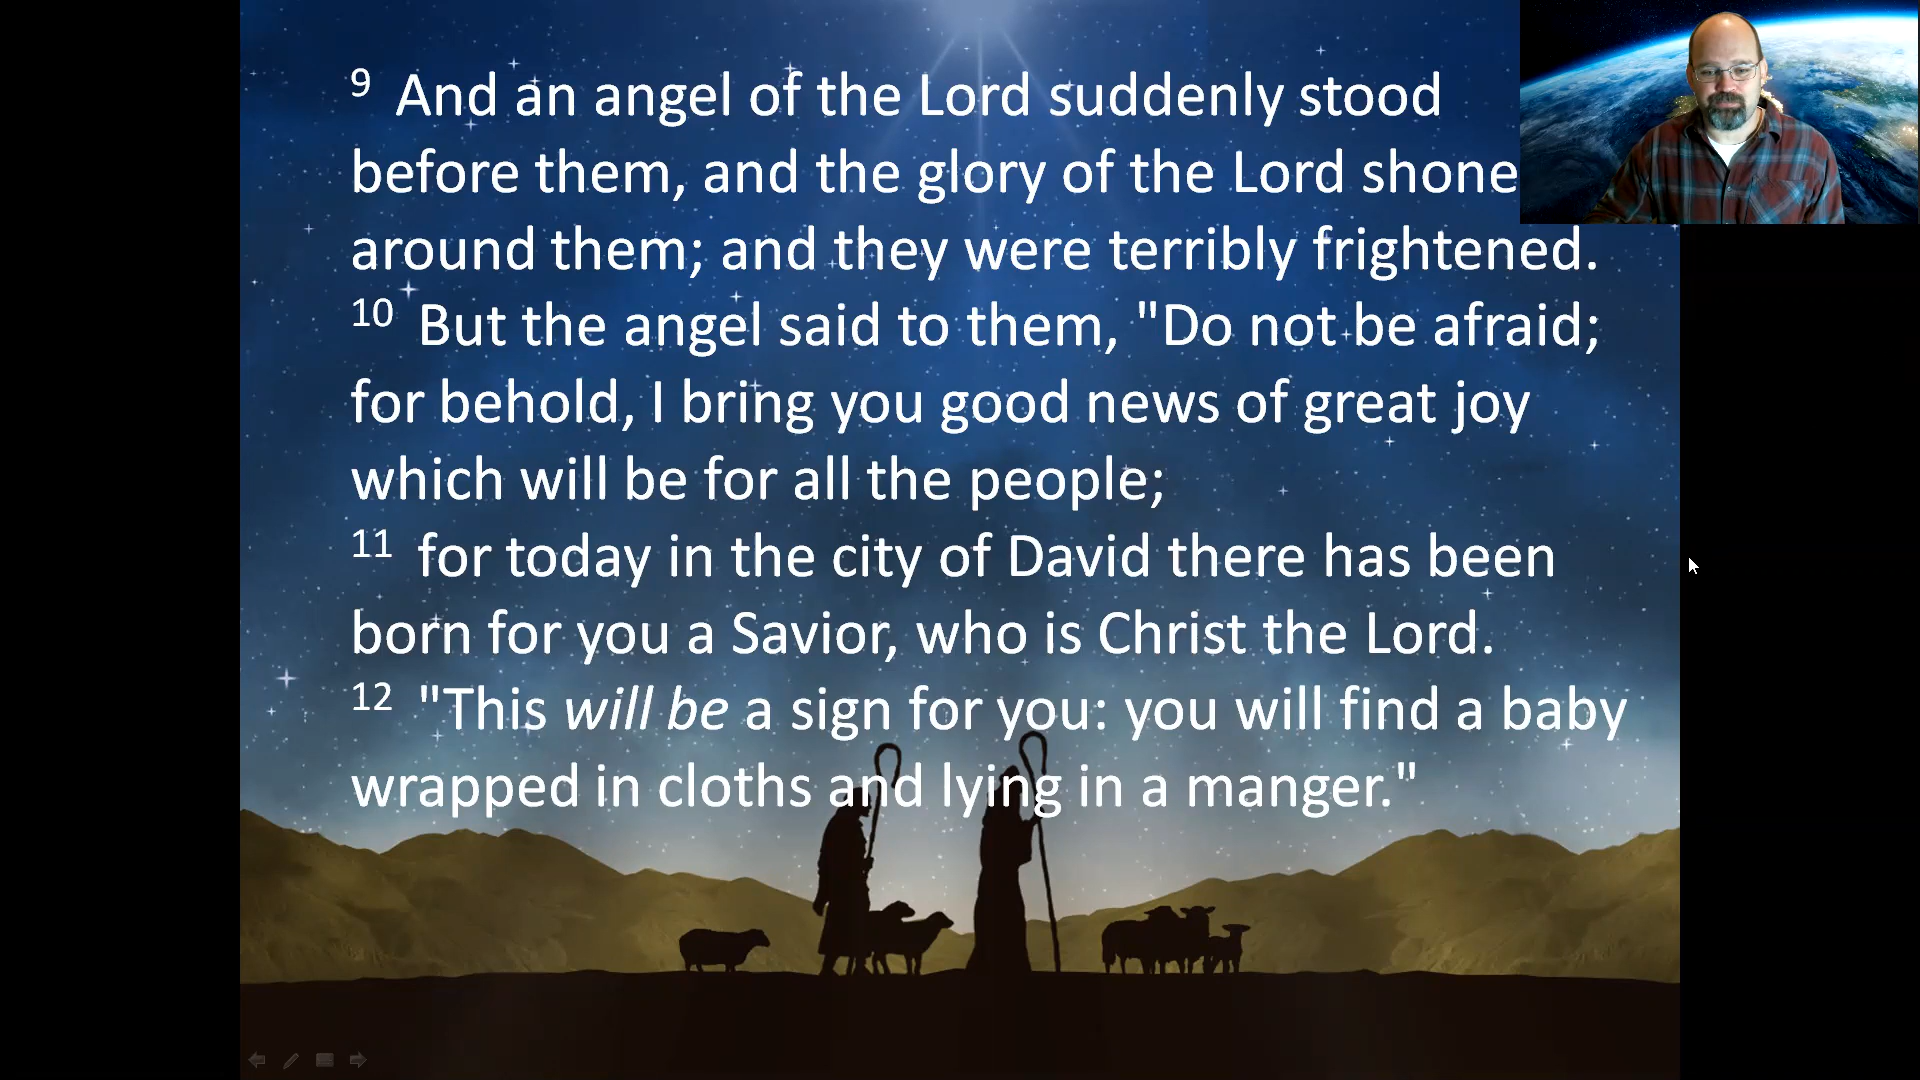 9 And an angel of the Lord suddenly stood
before them, and the glory of the Lord shone
around them; and they were terribly frightened.
10 But the angel said to them, "Do not be afraid;
for behold, I bring you good news of great joy
which will be for all the people;
11 for today in the city of David there has been
born for you a Savior, who is Christ the Lord.
12 "This will be a sign for you: you will find a baby
wrapped in cloths and lying in a manger."